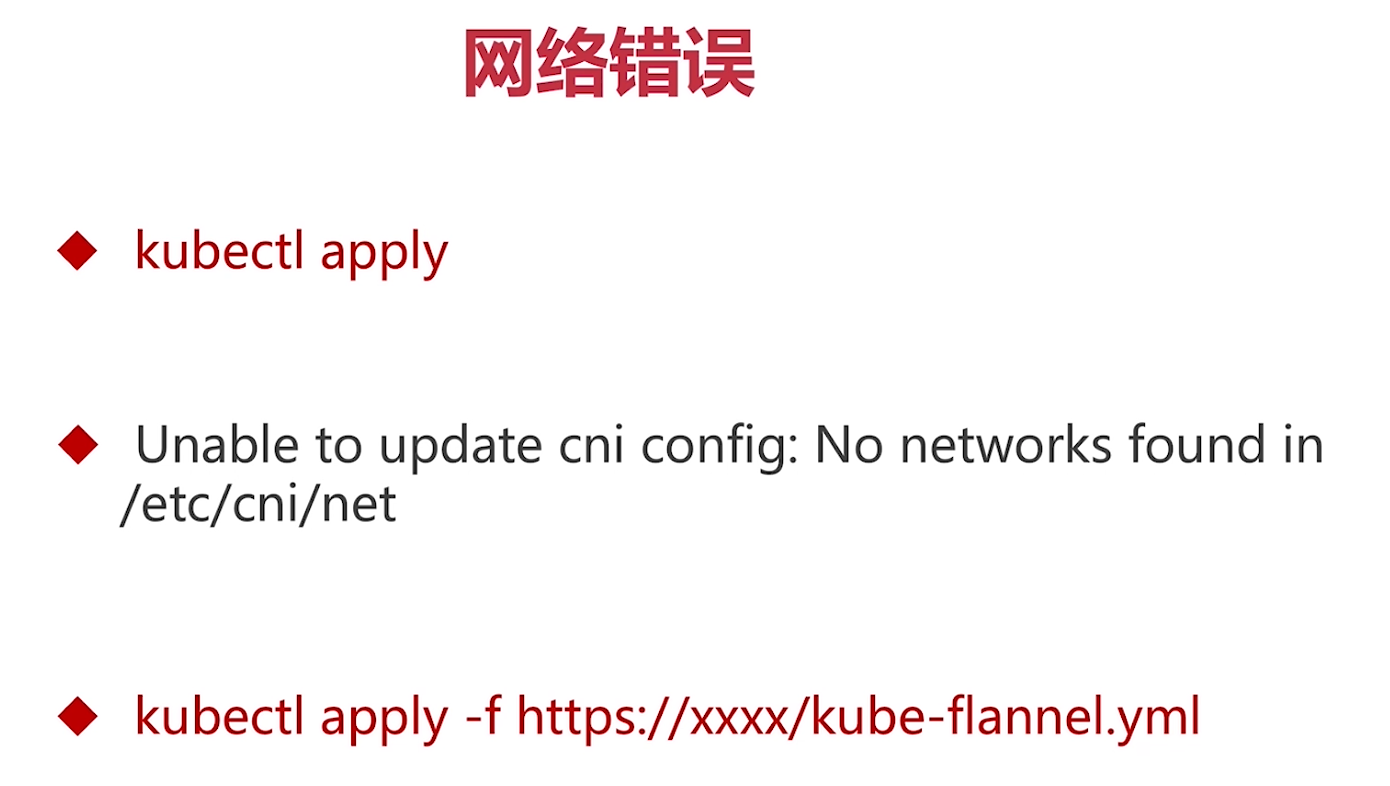 网络错误
kubectl apply
Unable to update cni config: No networks found in
/etc/cni/net
kubectl apply -f https://xxxx/kube-flannel.yml